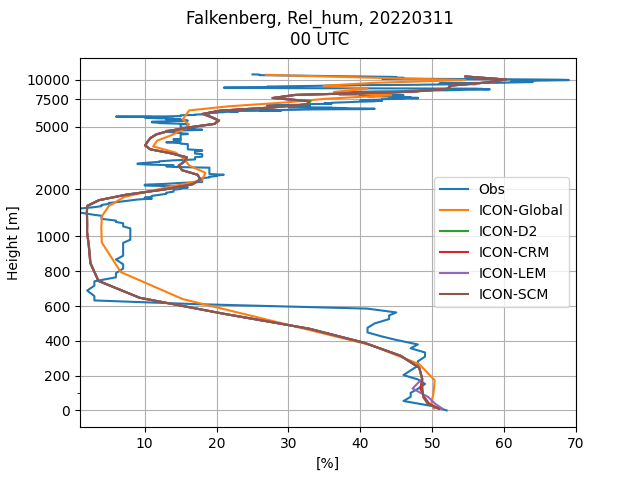 Falkenberg, Rel_hum, 20220311
00 UTC
10000
7500
5000
2000
1000
800
600
400
200
0
Height [m]
Obs
ICON-Global
ICON-D2
ICON-CRM
ICON-LEM
ICON-SCM
10 20 30 40 50 60 70
[%]